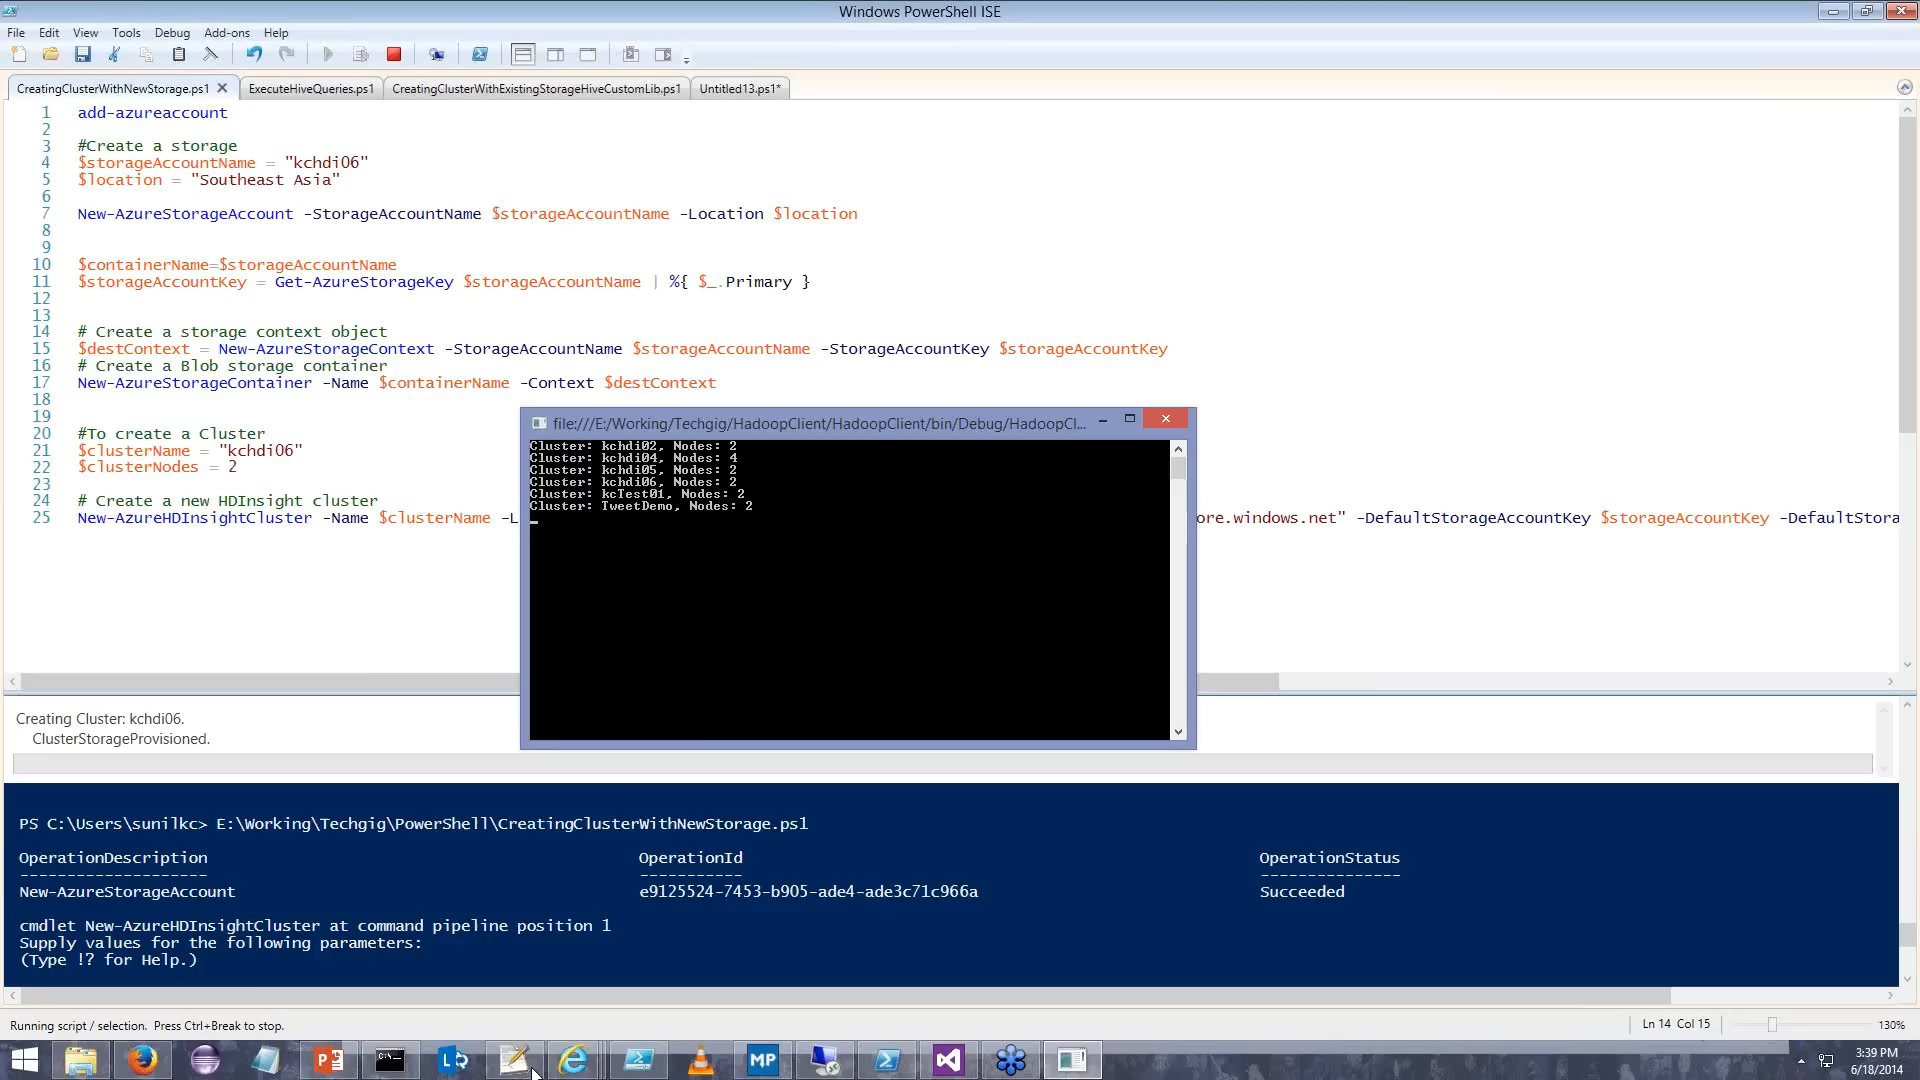 Windows PowerShell ISE
File Edit View Tools Debug Add-ons Help
CreatingClusterWithNewStorage.ps1 ExecuteHiveQueries.ps1 CreatingClusterWithExistingStorageHiveCustomLib.ps1 Untitled13.ps1*
1 add-azureaccount
2
3 #Create a storage
4 $storageAccountName = "kchdi06"
5 $location = "Southeast Asia"
6
7 New-AzureStorageAccount -StorageAccountName $storageAccountName -Location $location
8
9
10 $containerName=$storageAccountName
11 $storageAccountKey = Get-AzureStorageKey $storageAccountName | %{ $_.Primary }
12
13
14 # Create a storage context object
15 $destContext = New-AzureStorageContext -StorageAccountName $storageAccountName -StorageAccountKey $storageAccountKey
16 # Create a Blob storage container
17 New-AzureStorageContainer -Name $containerName -Context $destContext
18
19
20 #To create a Cluster
21 $clusterName = "kchdi06"
22 $clusterNodes = 2
23
24 # Create a new HDInsight cluster
25 New-AzureHDInsightCluster -Name $clusterName -L ore.windows.net" -DefaultStorageAccountKey $storageAccountKey -DefaultStora
file:///E:/Working/Techgig/HadoopClient/HadoopClient/bin/Debug/HadoopCl...
Cluster: kchdi02, Nodes: 2
Cluster: kchdi04, Nodes: 4
Cluster: kchdi05, Nodes: 2
Cluster: kchdi06, Nodes: 2
Cluster: kcTest01, Nodes: 2
Cluster: TweetDemo, Nodes: 2
Creating Cluster: kchdi06.
ClusterStorageProvisioned.
PS C:\Users\sunilkc> E:\Working\Techgig\PowerShell\CreatingClusterWithNewStorage.ps1
OperationDescription OperationId OperationStatus
-------------------- ----------- ---------------
New-AzureStorageAccount e9125524-7453-b905-ade4-ade3c71c966a Succeeded
cmdlet New-AzureHDInsightCluster at command pipeline position 1
Supply values for the following parameters:
(Type !? for Help.)
Running script / selection. Press Ctrl+Break to stop. Ln 14 Col 15 130%
MP
3:39 PM
6/18/2014